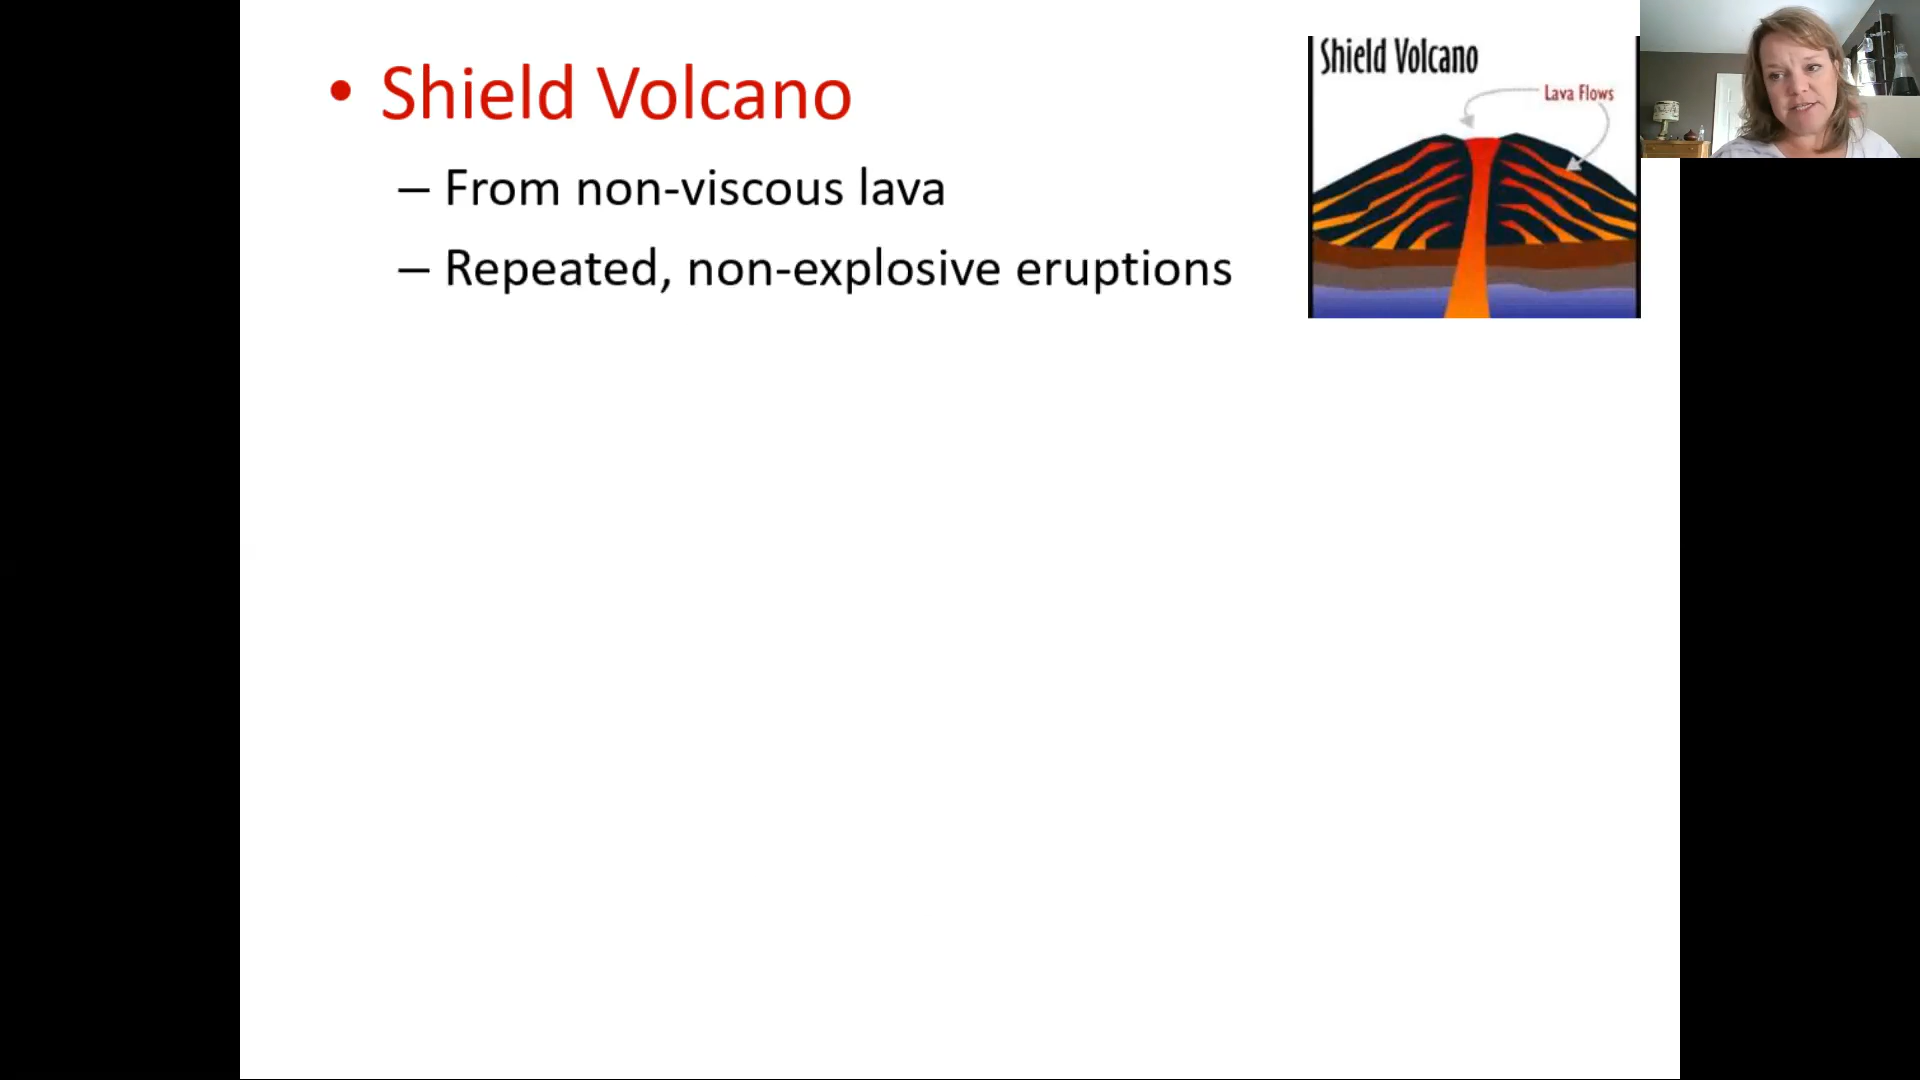 • Shield Volcano
– From non-viscous lava
– Repeated, non-explosive eruptions
Shield Volcano
Lava Flows